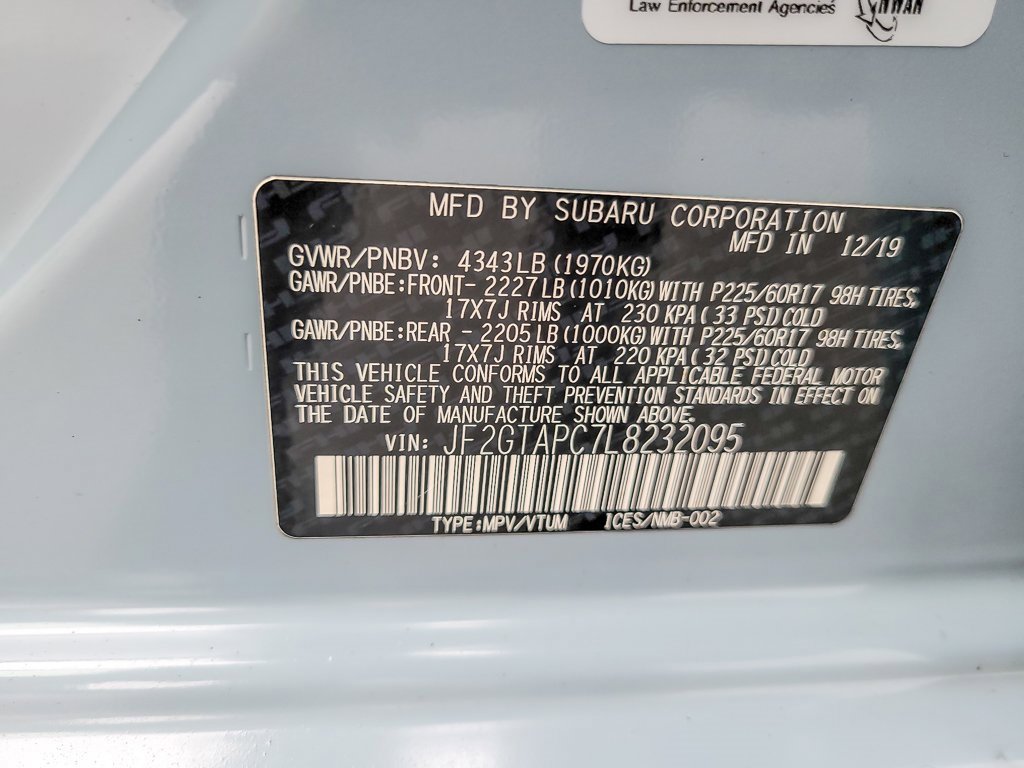 Law Enforcement Agencies
MFD BY SUBARU CORPORATION
MFD IN 12/19
GVWR/PNBV: 4343LB (1970KG)
GAWR/PNBE:FRONT- 2227LB (1010KG) WITH P225/60R17 98H TIRES,
17X7J RIMS AT 230 KPA ( 33 PSI) COLD
GAWR/PNBE:REAR - 2205LB (1000KG) WITH P225/60R17 98H TIRES,
17X7J RIMS AT 220 KPA ( 32 PSI) COLD
THIS VEHICLE CONFORMS TO ALL APPLICABLE FEDERAL MOTOR
VEHICLE SAFETY AND THEFT PREVENTION STANDARDS IN EFFECT ON
THE DATE OF MANUFACTURE SHOWN ABOVE.
VIN: JF2GTAPC7L8232095
TYPE:MPV/VTUM ICES/NMB-002